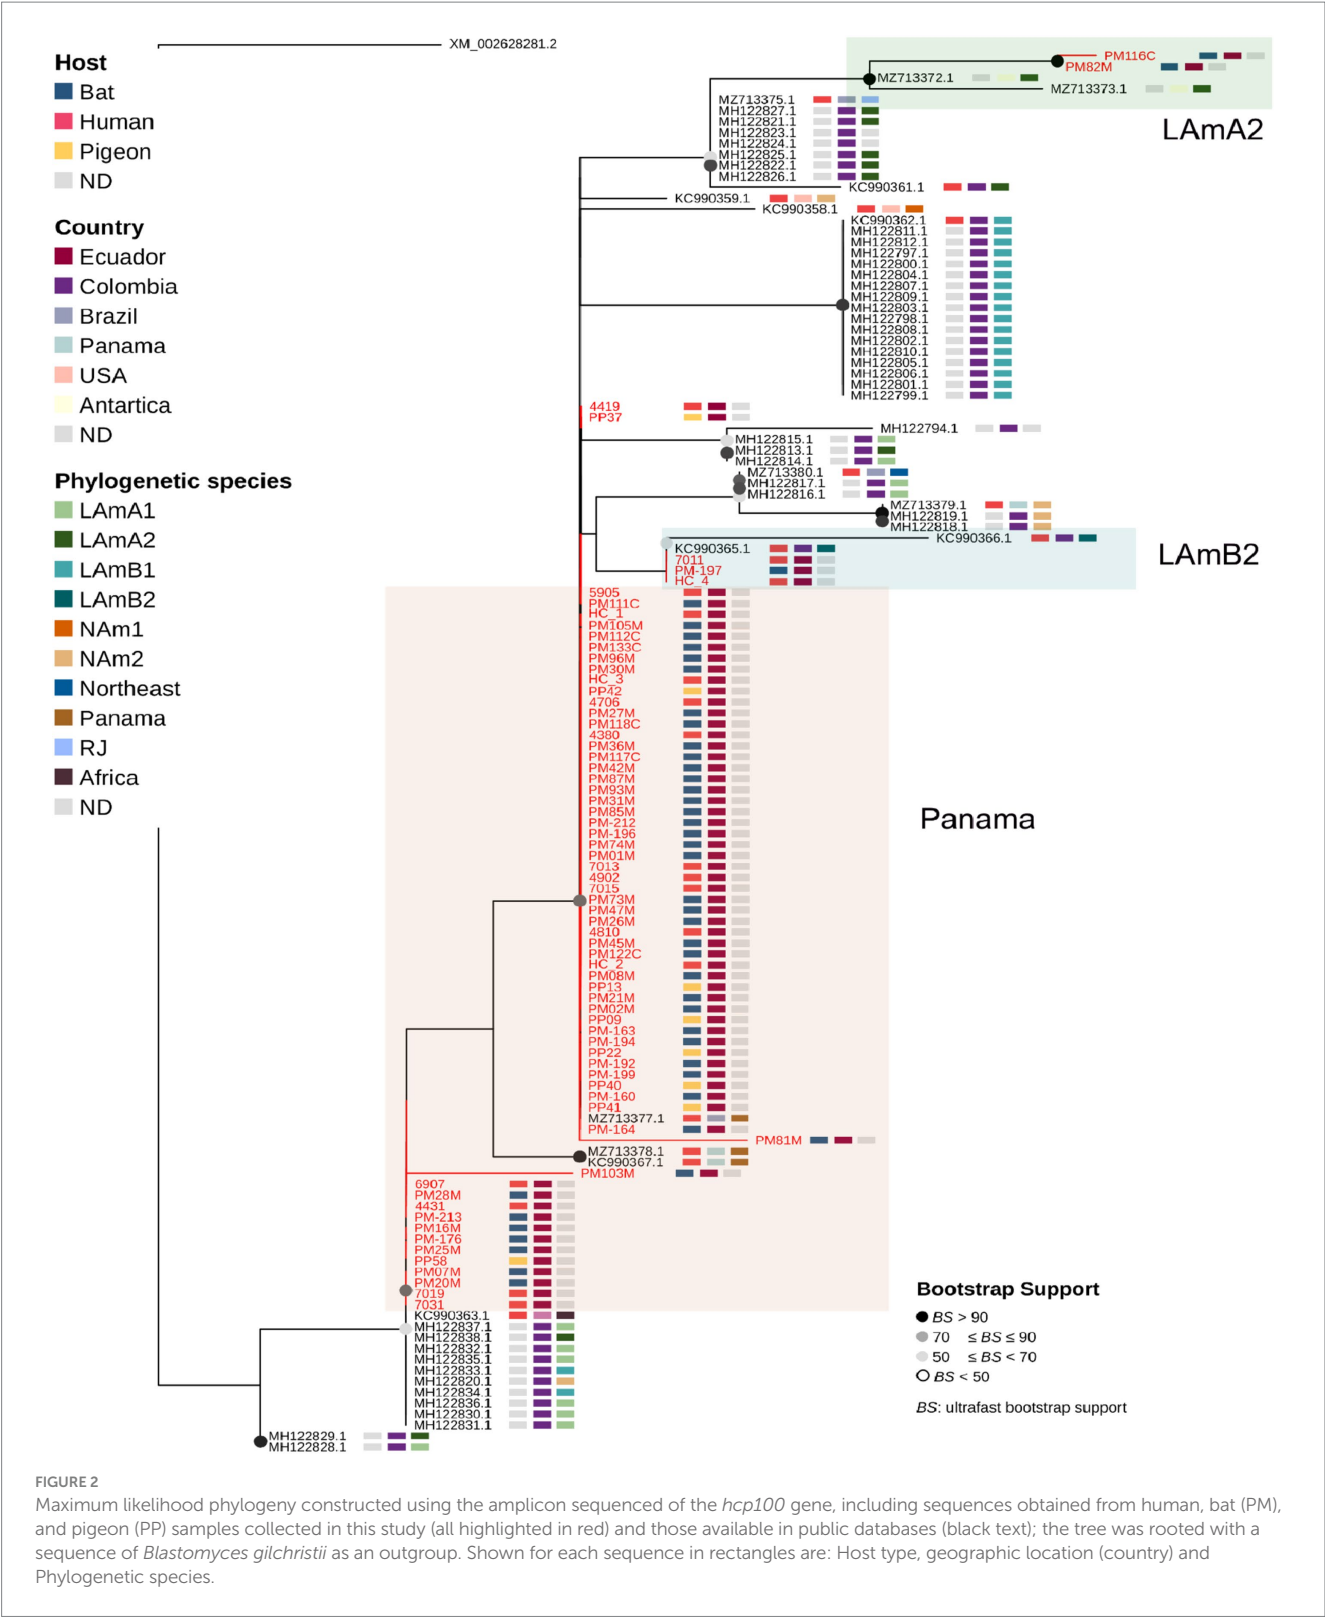 XM_002628281.2
Host
Bat
Human
Pigeon
ND
Country
Ecuador
Colombia
Brazil
Panama
USA
Antartica
ND
Phylogenetic species
LAmA1
LAmA2
LAmB1
LAmB2
NAm1
NAm2
Northeast
Panama
RJ
Africa
ND
PM116C
PM82M
MZ713372.1
MZ713373.1
LAmA2
MZ713375.1
MH122827.1
MH122821.1
MH122823.1
MH122824.1
MH122825.1
MH122822.1
MH122826.1
KC990361.1
KC990359.1
KC990358.1
KC990362.1
MH122811.1
MH122812.1
MH122797.1
MH122800.1
MH122804.1
MH122807.1
MH122809.1
MH122803.1
MH122798.1
MH122808.1
MH122802.1
MH122810.1
MH122805.1
MH122806.1
MH122801.1
MH122799.1
4419
PP37
MH122794.1
MH122815.1
MH122813.1
MH122814.1
MZ713380.1
MH122817.1
MH122816.1
MZ713379.1
MH122819.1
MH122818.1
KC990366.1
KC990365.1
7011
PM-197
HC_4
LAmB2
5905
PM111C
HC_1
PM105M
PM112C
PM133C
PM96M
PM30M
HC_3
PP42
4706
PM27M
PM118C
4380
PM36M
PM117C
PM42M
PM87M
PM93M
PM31M
PM85M
PM-212
PM-196
PM74M
PM01M
7013
4902
7015
PM73M
PM47M
PM26M
4810
PM45M
PM122C
HC_2
PM08M
PP13
PM21M
PM02M
PP09
PM-163
PM-194
PP22
PM-192
PM-199
PP40
PM-160
PP41
MZ713377.1
PM-164
PM81M
MZ713378.1
KC990367.1
PM103M
Panama
6907
PM28M
4431
PM-213
PM16M
PM-176
PM25M
PP58
PM07M
PM20M
7019
7031
KC990363.1
MH122837.1
MH122838.1
MH122832.1
MH122835.1
MH122833.1
MH122820.1
MH122834.1
MH122836.1
MH122830.1
MH122831.1
MH122829.1
MH122828.1
Bootstrap Support
BS > 90
70 ≤ BS ≤ 90
50 ≤ BS < 70
BS < 50
BS: ultrafast bootstrap support
FIGURE 2
Maximum likelihood phylogeny constructed using the amplicon sequenced of the hcp100 gene, including sequences obtained from human, bat (PM),
and pigeon (PP) samples collected in this study (all highlighted in red) and those available in public databases (black text); the tree was rooted with a
sequence of Blastomyces gilchristii as an outgroup. Shown for each sequence in rectangles are: Host type, geographic location (country) and
Phylogenetic species.